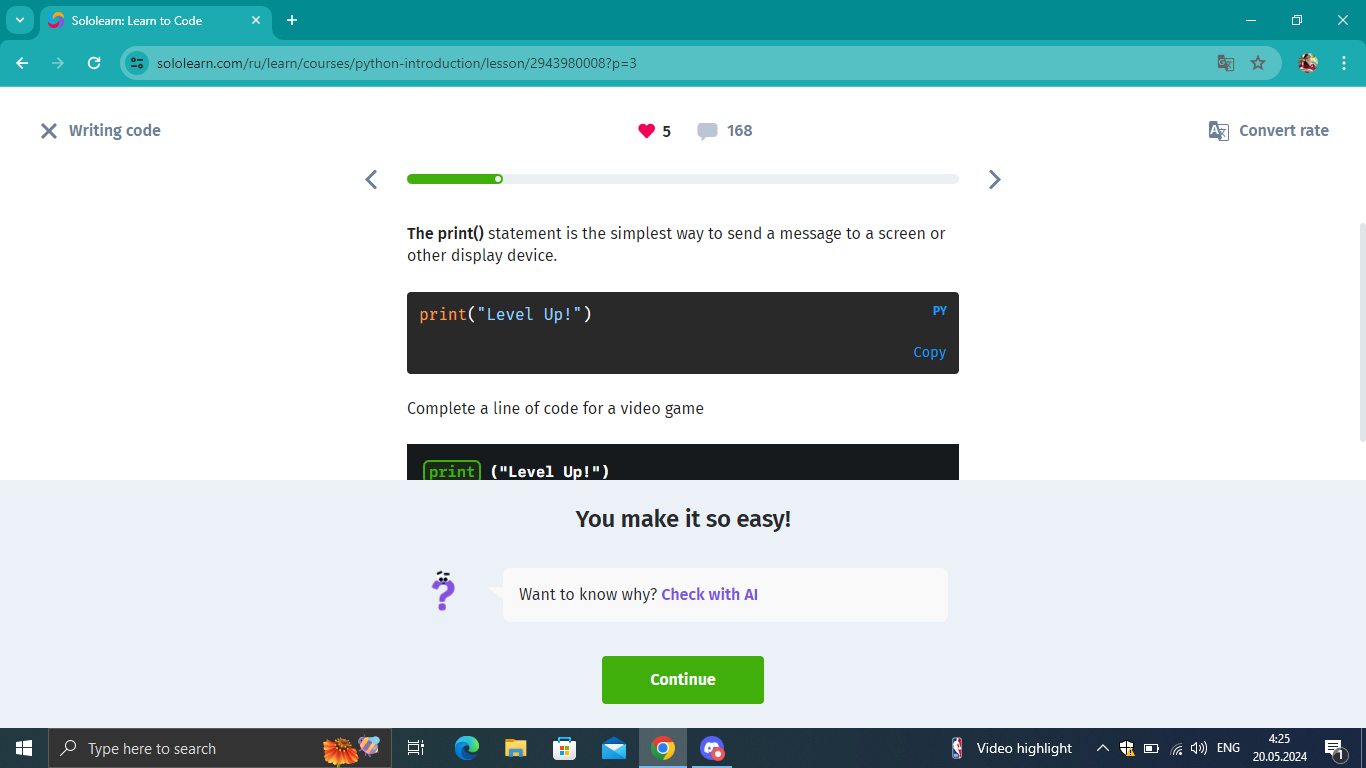 Sololearn: Learn to Code
sololearn.com/ru/learn/courses/python-introduction/lesson/2943980008?p=3
Writing code
5
168
Convert rate
The print() statement is the simplest way to send a message to a screen or
other display device.
print("Level Up!")
PY
Copy
Complete a line of code for a video game
print ("Level Up!")
You make it so easy!
?
Want to know why? Check with AI
Continue
Type here to search
Video highlight
ENG
4:25
20.05.2024
1